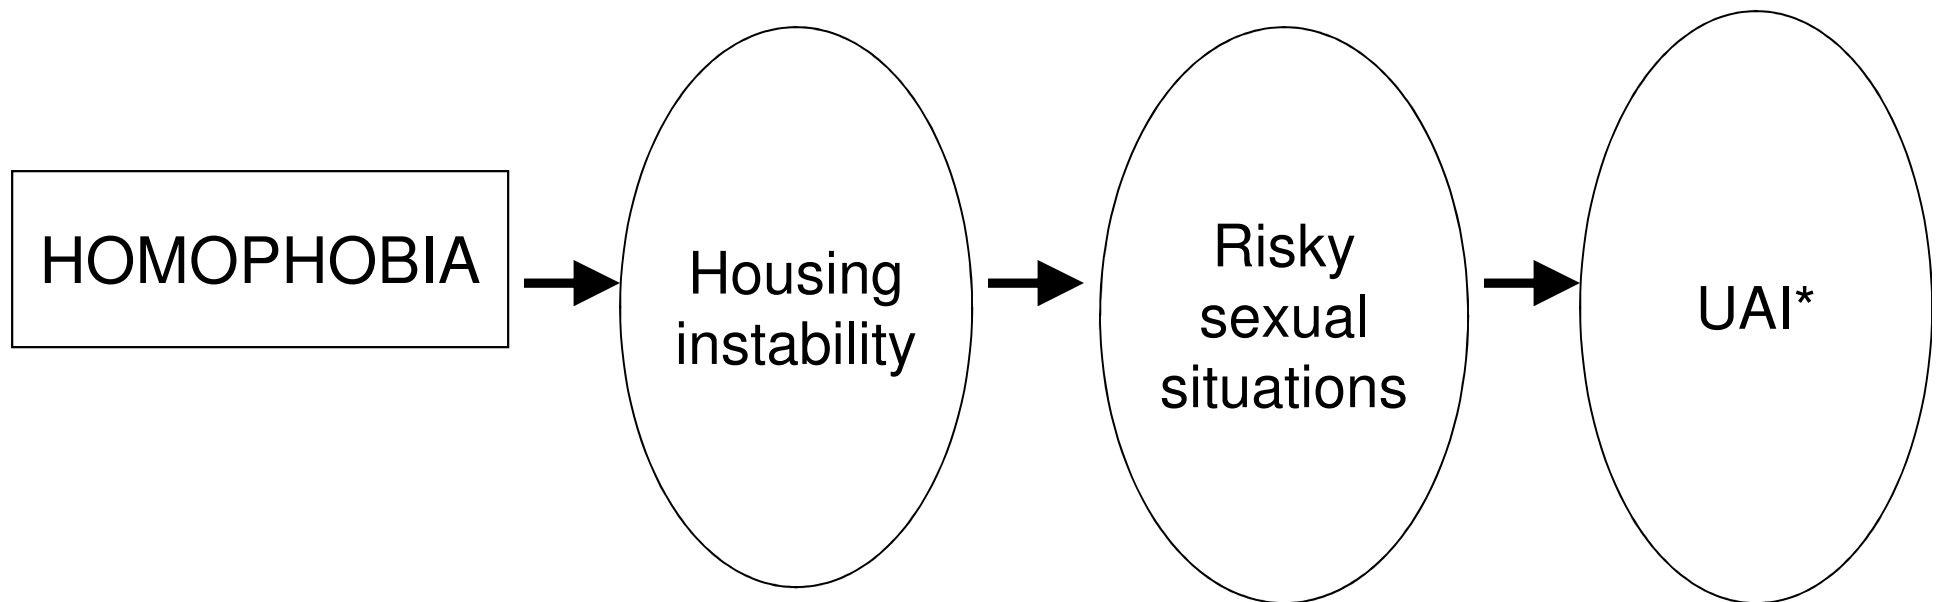 HOMOPHOBIA
Housing
instability
Risky
sexual
situations
UAI*